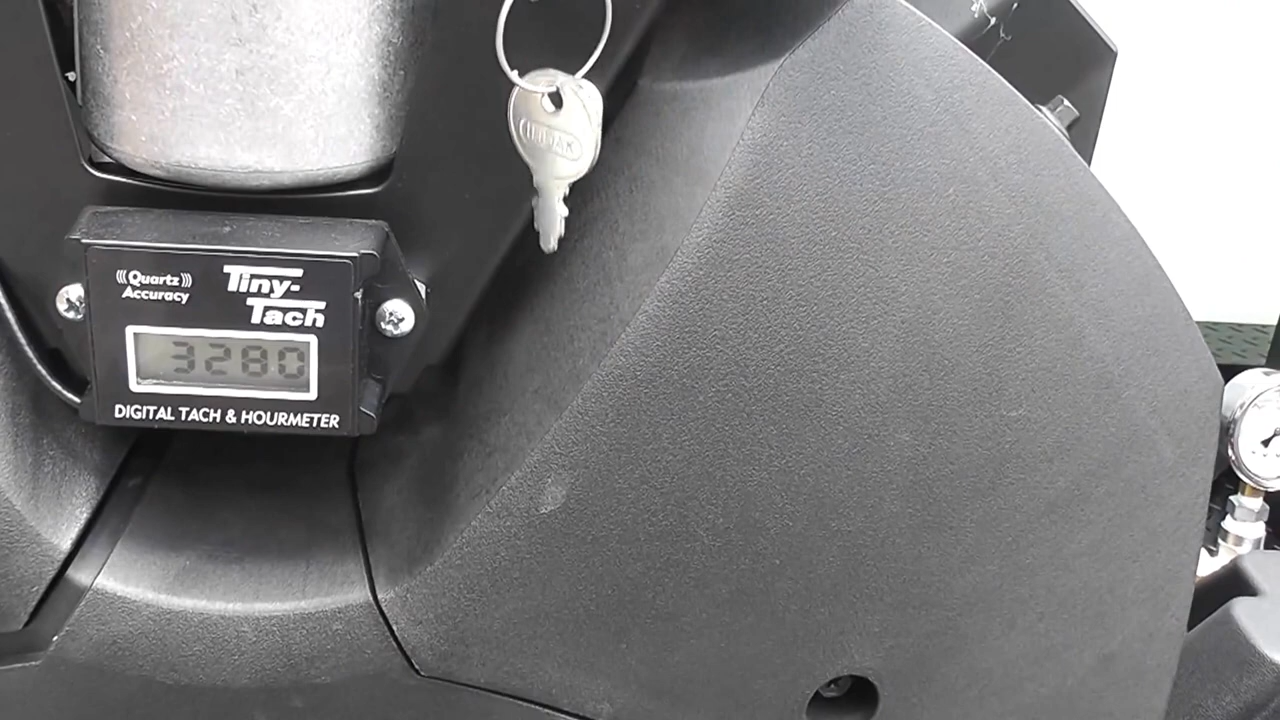 Quartz
Accuracy
Tiny-
Tach
3280
DIGITAL TACH & HOURMETER